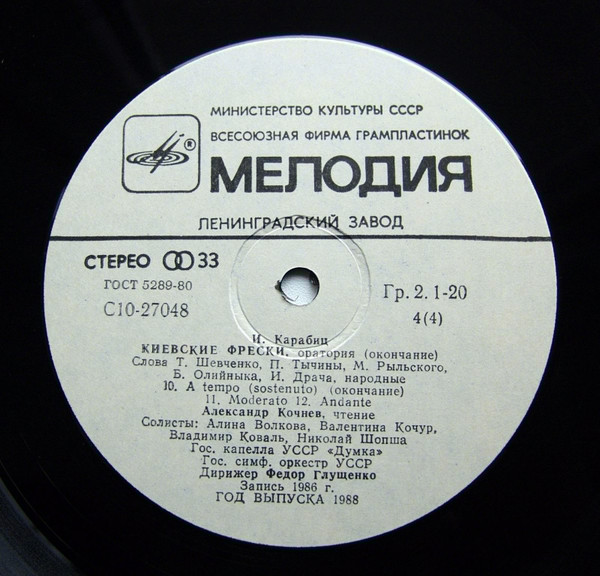 МИНИСТЕРСТВО КУЛЬТУРЫ СССР
ВСЕСОЮЗНАЯ ФИРМА ГРАМПЛАСТИНОК
®
МЕЛОДИЯ
ЛЕНИНГРАДСКИЙ ЗАВОД
СТЕРЕО 33
ГОСТ 5289-80
С10-27048
Гр. 2. 1-20
4(4)
И. Карабиц
КИЕВСКИЕ ФРЕСКИ, оратория (окончание)
Слова Т. Шевченко, П. Тычины, М. Рыльского,
Б. Олийныка, И. Драча, народные
10. A tempo (sostenuto) (окончание)
11. Moderato 12. Andante
Александр Кочнев, чтение
Солисты: Алина Волкова, Валентина Кочур,
Владимир Коваль, Николай Шопша
Гос. капелла УССР «Думка»
Гос. симф. оркестр УССР
Дирижер Федор Глущенко
Запись 1986 г.
ГОД ВЫПУСКА 1988